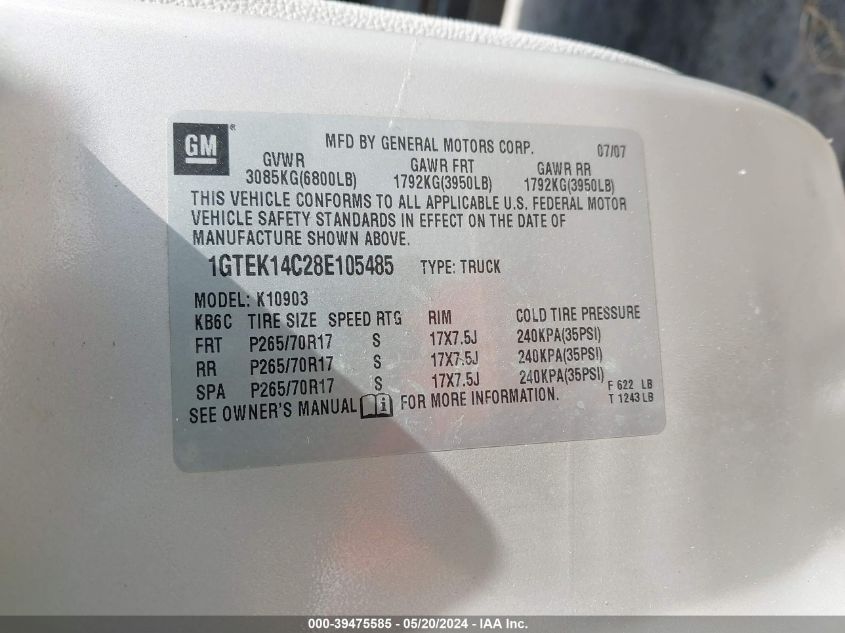 GM®
MFD BY GENERAL MOTORS CORP. 07/07
GVWR GAWR FRT GAWR RR
3085KG(6800LB) 1792KG(3950LB) 1792KG(3950LB)
THIS VEHICLE CONFORMS TO ALL APPLICABLE U.S. FEDERAL MOTOR
VEHICLE SAFETY STANDARDS IN EFFECT ON THE DATE OF
MANUFACTURE SHOWN ABOVE.
1GTEK14C28E105485 TYPE: TRUCK
MODEL: K10903
KB6C TIRE SIZE SPEED RTG RIM COLD TIRE PRESSURE
FRT P265/70R17 S 17X7.5J 240KPA(35PSI)
RR P265/70R17 S 17X7.5J 240KPA(35PSI)
SPA P265/70R17 S 17X7.5J 240KPA(35PSI)
F 622 LB
SEE OWNER'S MANUAL i FOR MORE INFORMATION. T 1243 LB
000-39475585 - 05/20/2024 - IAA Inc.